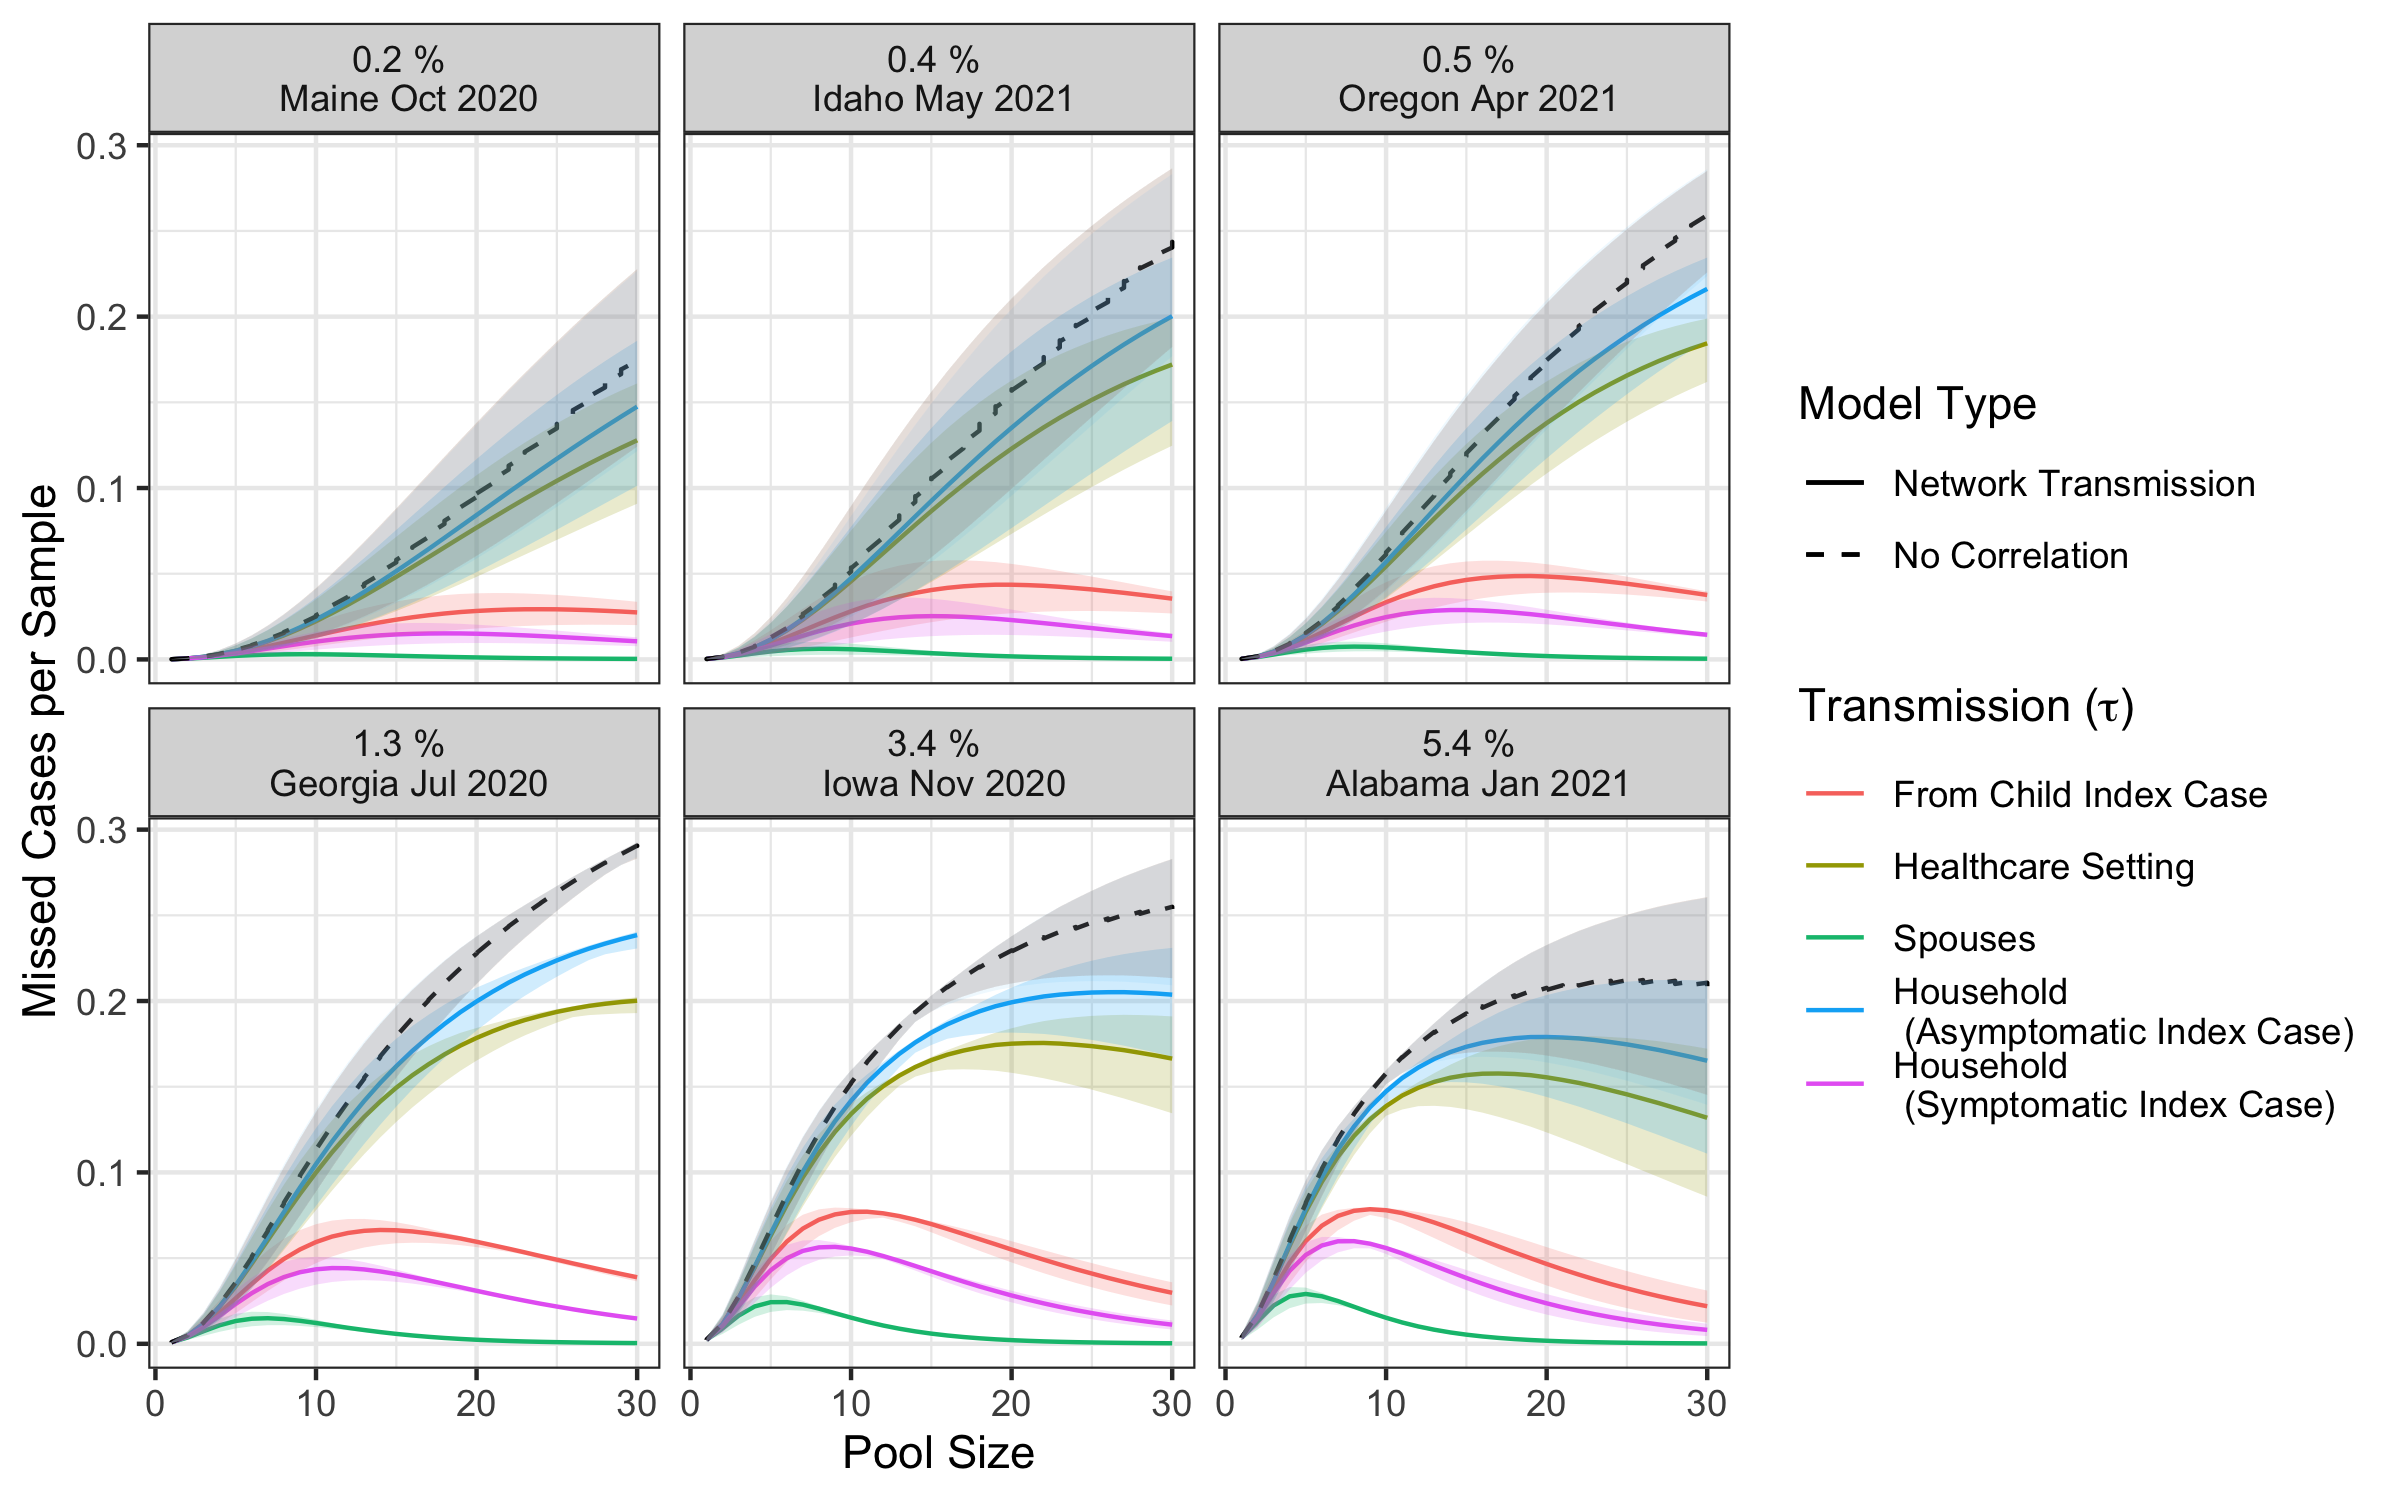 0.2 %
Maine Oct 2020
0.4 %
Idaho May 2021
0.5 %
Oregon Apr 2021
0.3
0.2
0.1
0.0
1.3 %
Georgia Jul 2020
3.4 %
Iowa Nov 2020
5.4 %
Alabama Jan 2021
0.3
0.2
0.1
0.0
0 10 20 30
0 10 20 30
0 10 20 30
Pool Size
Missed Cases per Sample
Model Type
Network Transmission
No Correlation
Transmission (τ)
From Child Index Case
Healthcare Setting
Spouses
Household
(Asymptomatic Index Case)
Household
(Symptomatic Index Case)